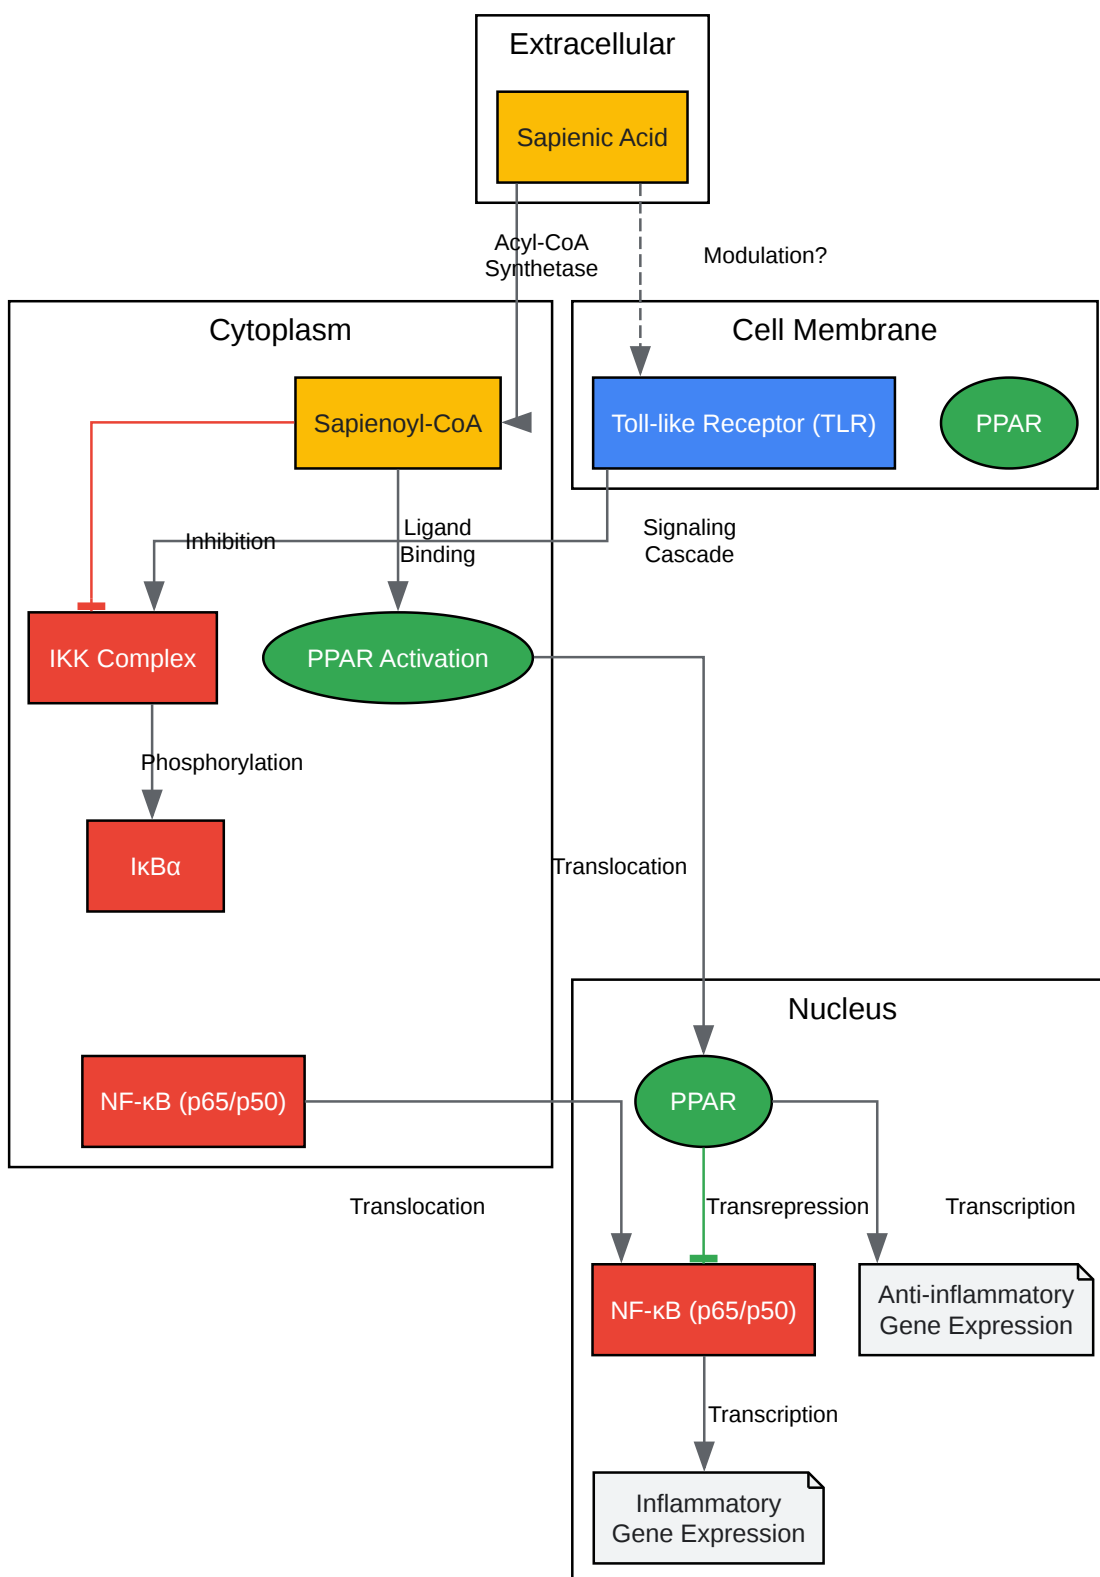 Extracellular
Sapienic Acid
Acyl-CoA
Synthetase
Modulation?
Cytoplasm
Cell Membrane
Sapienoyl-CoA
Toll-like Receptor (TLR)
PPAR
Inhibition
Ligand
Binding
Signaling
Cascade
IKK Complex
PPAR Activation
Phosphorylation
IκBα
Translocation
Nucleus
NF-κB (p65/p50)
PPAR
Translocation
Transrepression
Transcription
NF-κB (p65/p50)
Anti-inflammatory
Gene Expression
Transcription
Inflammatory
Gene Expression